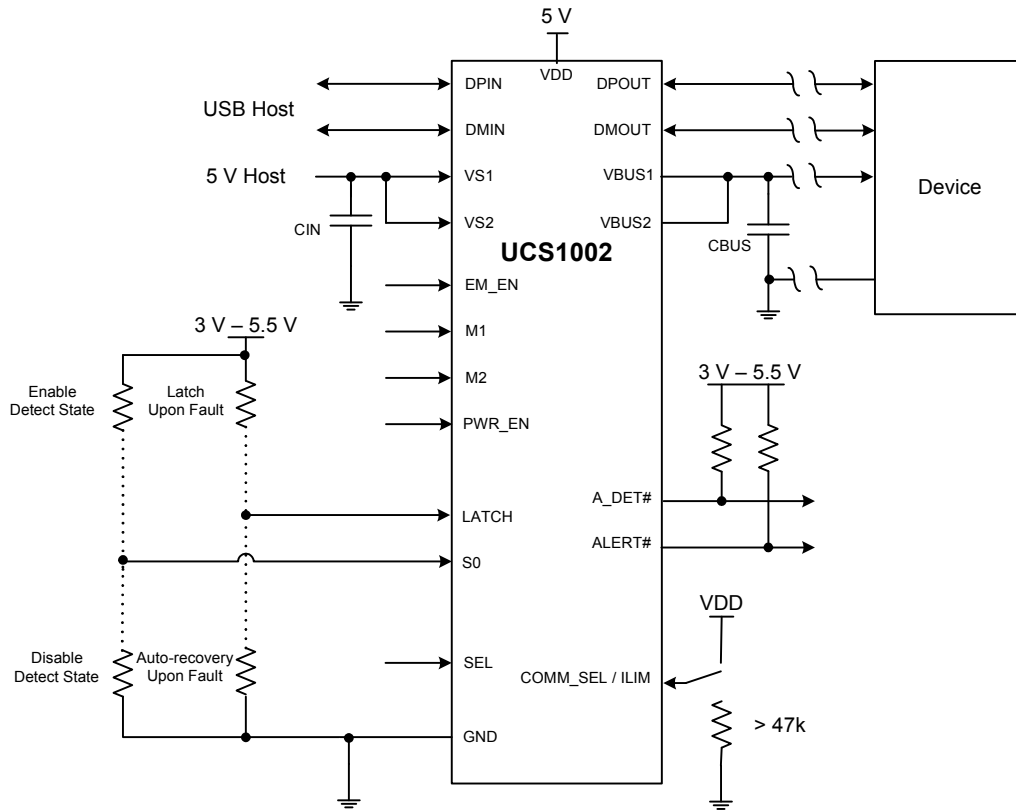 5 V
VDD
DPIN
DPOUT
USB Host
DMIN
DMOUT
5 V Host
VS1
VBUS1
Device
CIN
VS2
VBUS2
CBUS
UCS1002
EM_EN
3 V – 5.5 V
M1
Enable
Detect State
Latch
Upon Fault
M2
3 V – 5.5 V
PWR_EN
A_DET#
LATCH
ALERT#
S0
VDD
Disable
Detect State
Auto-recovery
Upon Fault
SEL
COMM_SEL / ILIM
> 47k
GND